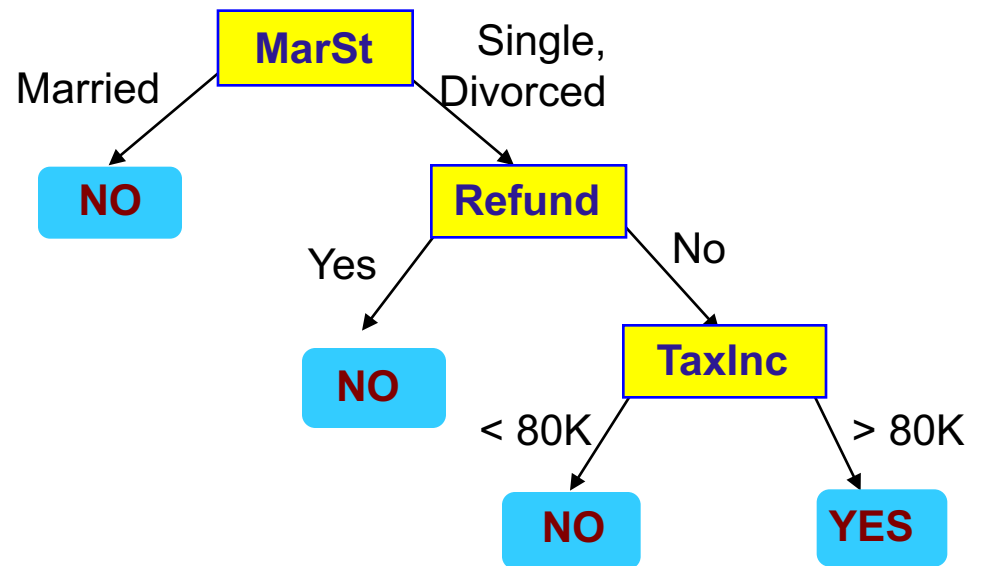 MarSt
Single,
Married
Divorced
NO
Refund
Yes
No
TaxInc
NO
< 80K
> 80K
NO
YES